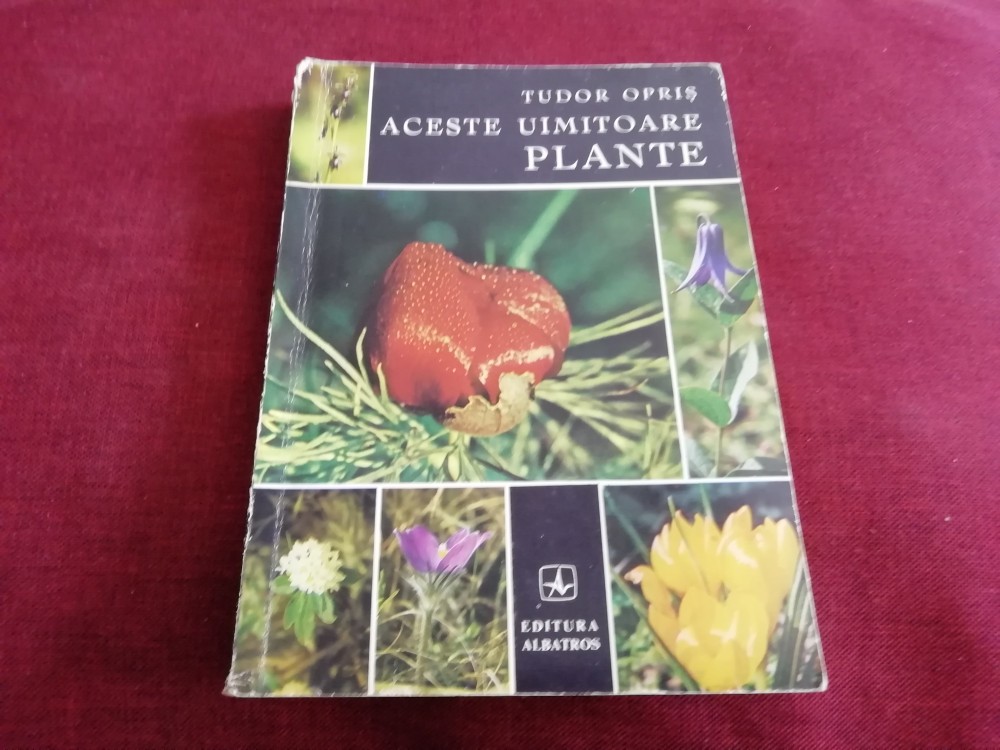 TUDOR OPRIȘ
ACESTE UIMITOARE
PLANTE
EDITURA
ALBATROS